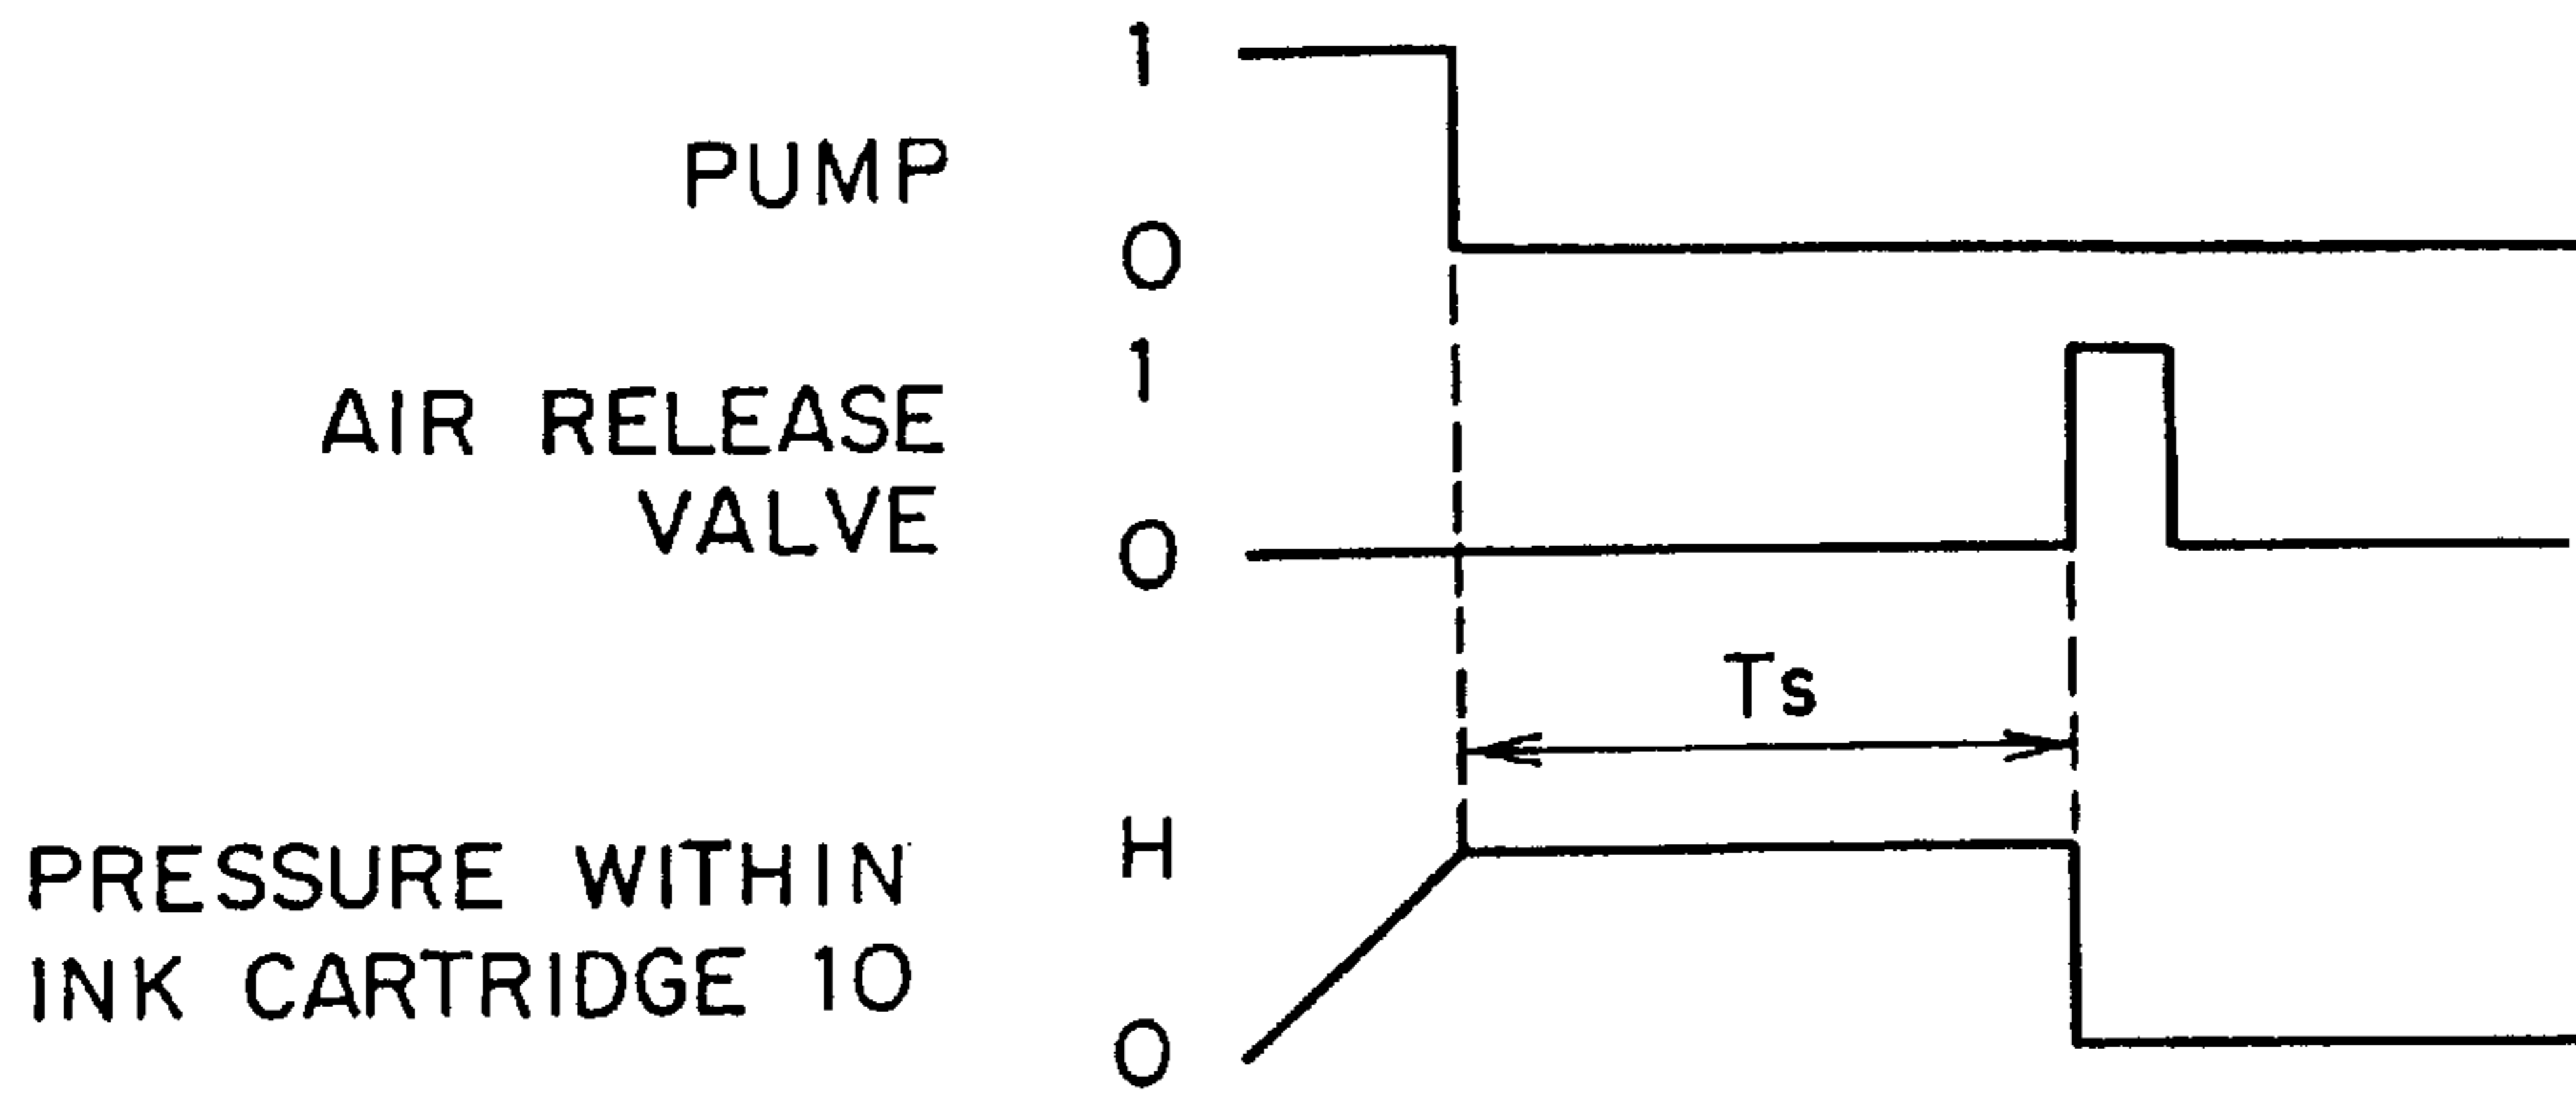 1
PUMP
0
1
AIR RELEASE
VALVE
0
Ts
H
PRESSURE WITHIN
INK CARTRIDGE 10
0